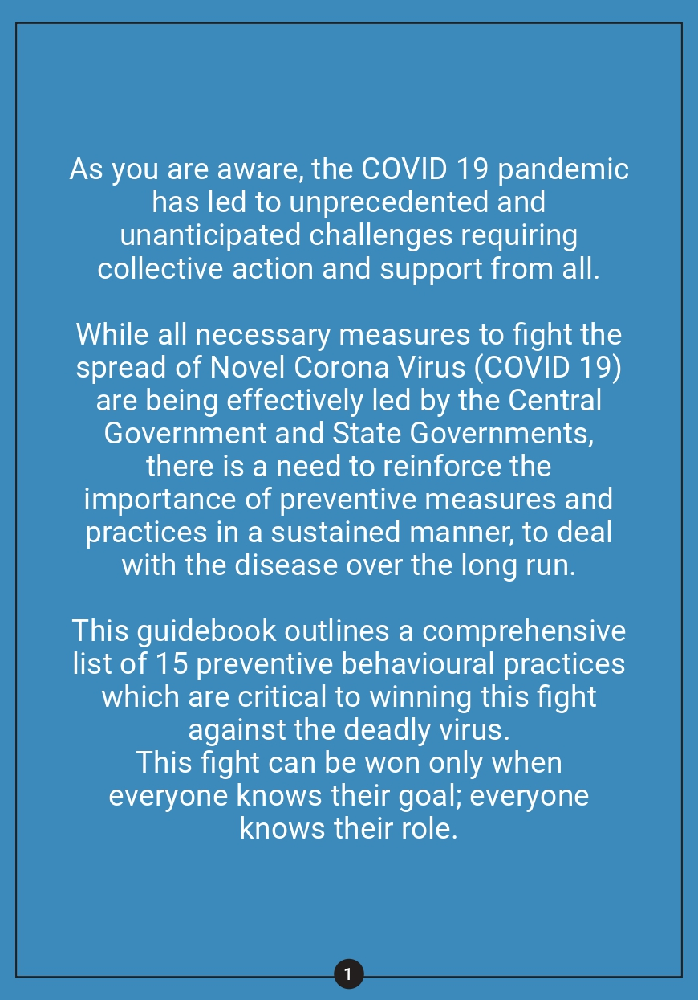 As you are aware, the COVID 19 pandemic
has led to unprecedented and
unanticipated challenges requiring
collective action and support from all.
While all necessary measures to fight the
spread of Novel Corona Virus (COVID 19)
are being effectively led by the Central
Government and State Governments,
there is a need to reinforce the
importance of preventive measures and
practices in a sustained manner, to deal
with the disease over the long run.
This guidebook outlines a comprehensive
list of 15 preventive behavioural practices
which are critical to winning this fight
against the deadly virus.
This fight can be won only when
everyone knows their goal; everyone
knows their role.
1